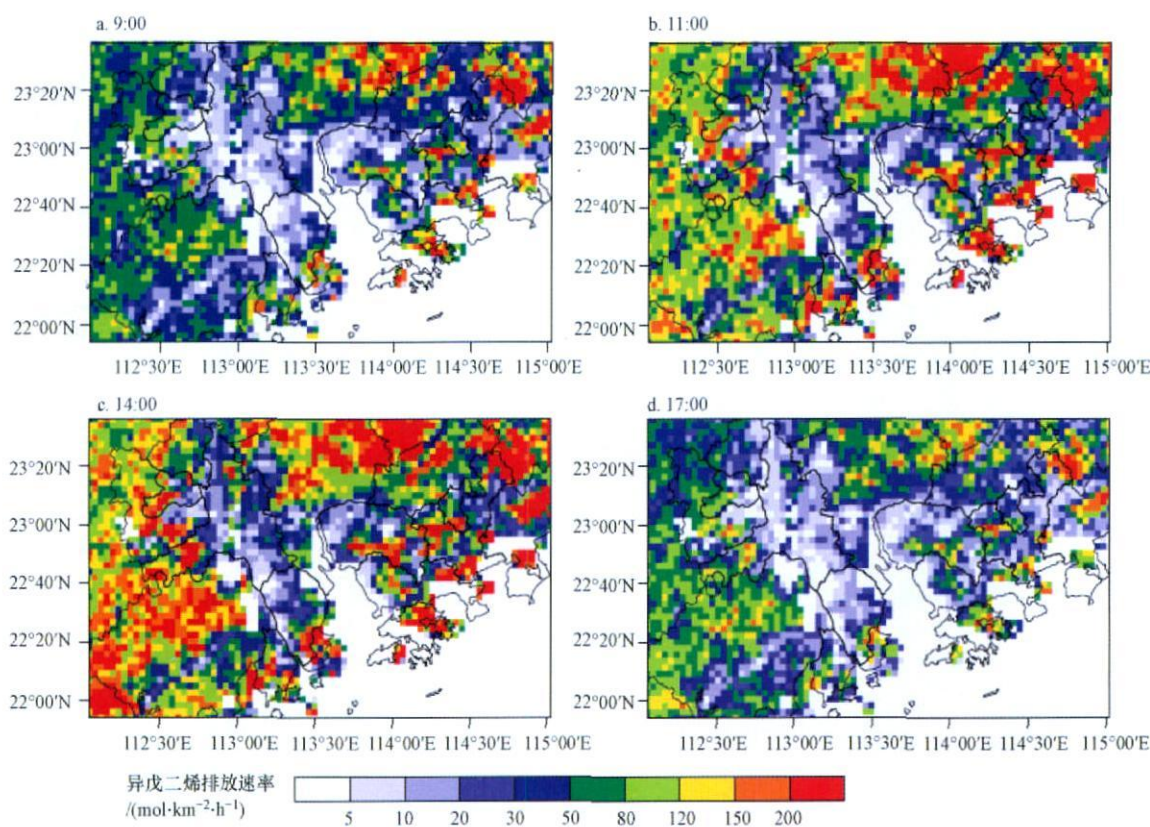 a. 9:00
b. 11:00
23°20′N
23°00′N
22°40′N
22°20′N
22°00′N
112°30′E 113°00′E 113°30′E 114°00′E 114°30′E 115°00′E
23°20′N
23°00′N
22°40′N
22°20′N
22°00′N
112°30′E 113°00′E 113°30′E 114°00′E 114°30′E 115°00′E
c. 14:00
d. 17:00
23°20′N
23°00′N
22°40′N
22°20′N
22°00′N
112°30′E 113°00′E 113°30′E 114°00′E 114°30′E 115°00′E
23°20′N
23°00′N
22°40′N
22°20′N
22°00′N
112°30′E 113°00′E 113°30′E 114°00′E 114°30′E 115°00′E
异戊二烯排放速率
/(mol·km⁻²·h⁻¹)
5 10 20 30 50 80 120 150 200